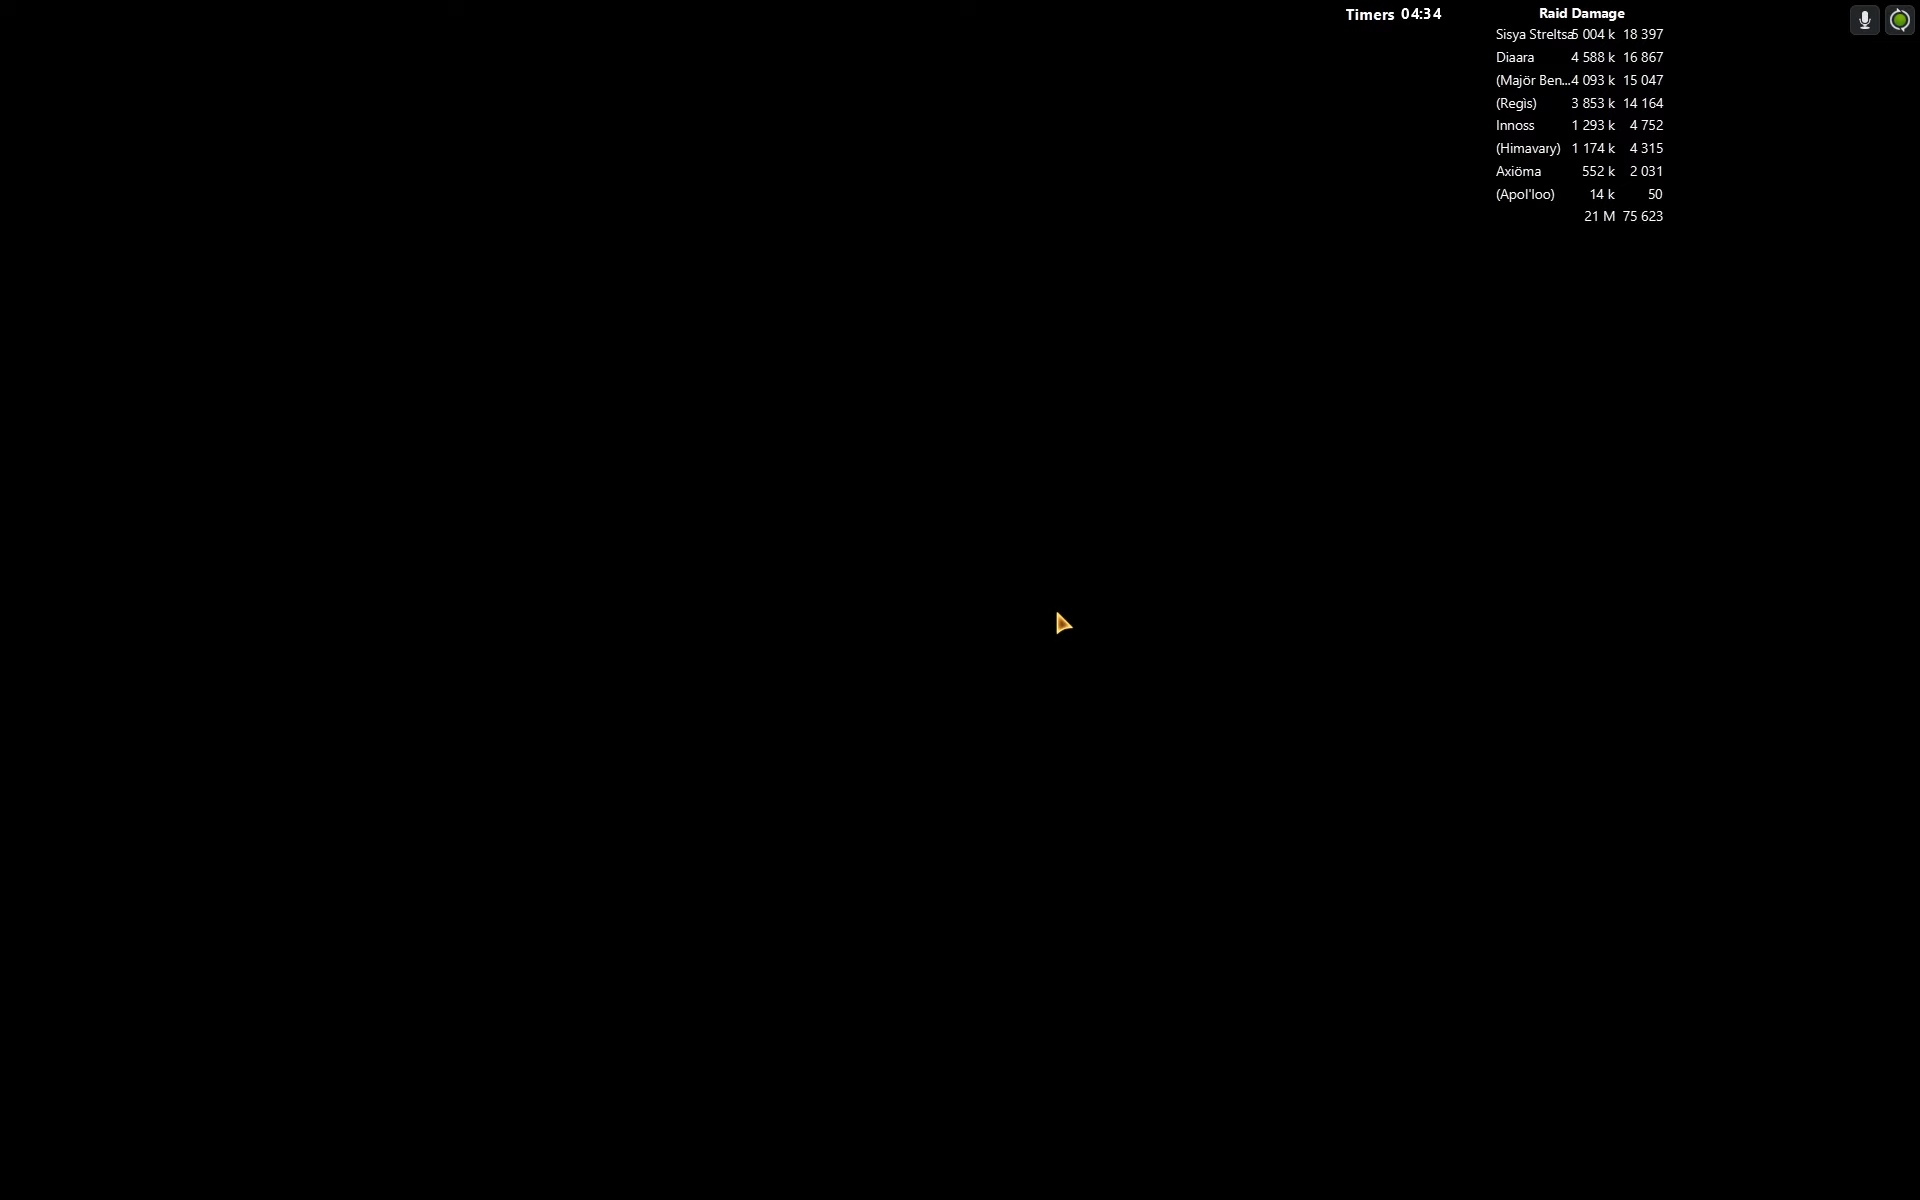 Timers 04:34
Raid Damage
Sisya Streltsa 5 004 k 18 397
Diaara 4 588 k 16 867
(Majör Ben... 4 093 k 15 047
(Regìs) 3 853 k 14 164
Innoss 1 293 k 4 752
(Himavary) 1 174 k 4 315
Axiöma 552 k 2 031
(Apol'loo) 14 k 50
21 M 75 623